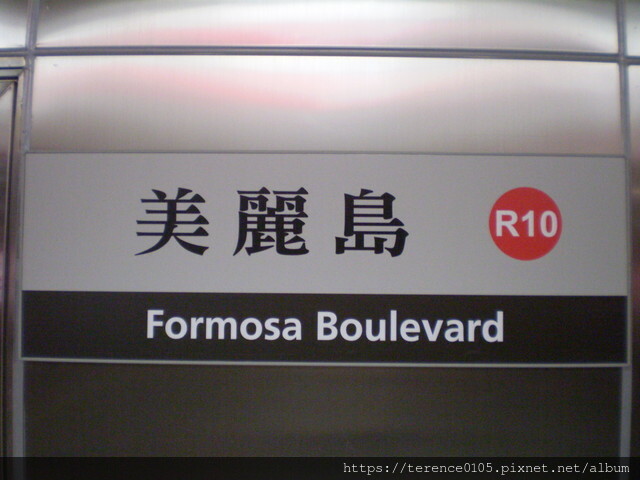 美麗島 R10
Formosa Boulevard
https://terence0105.pixnet.net/album